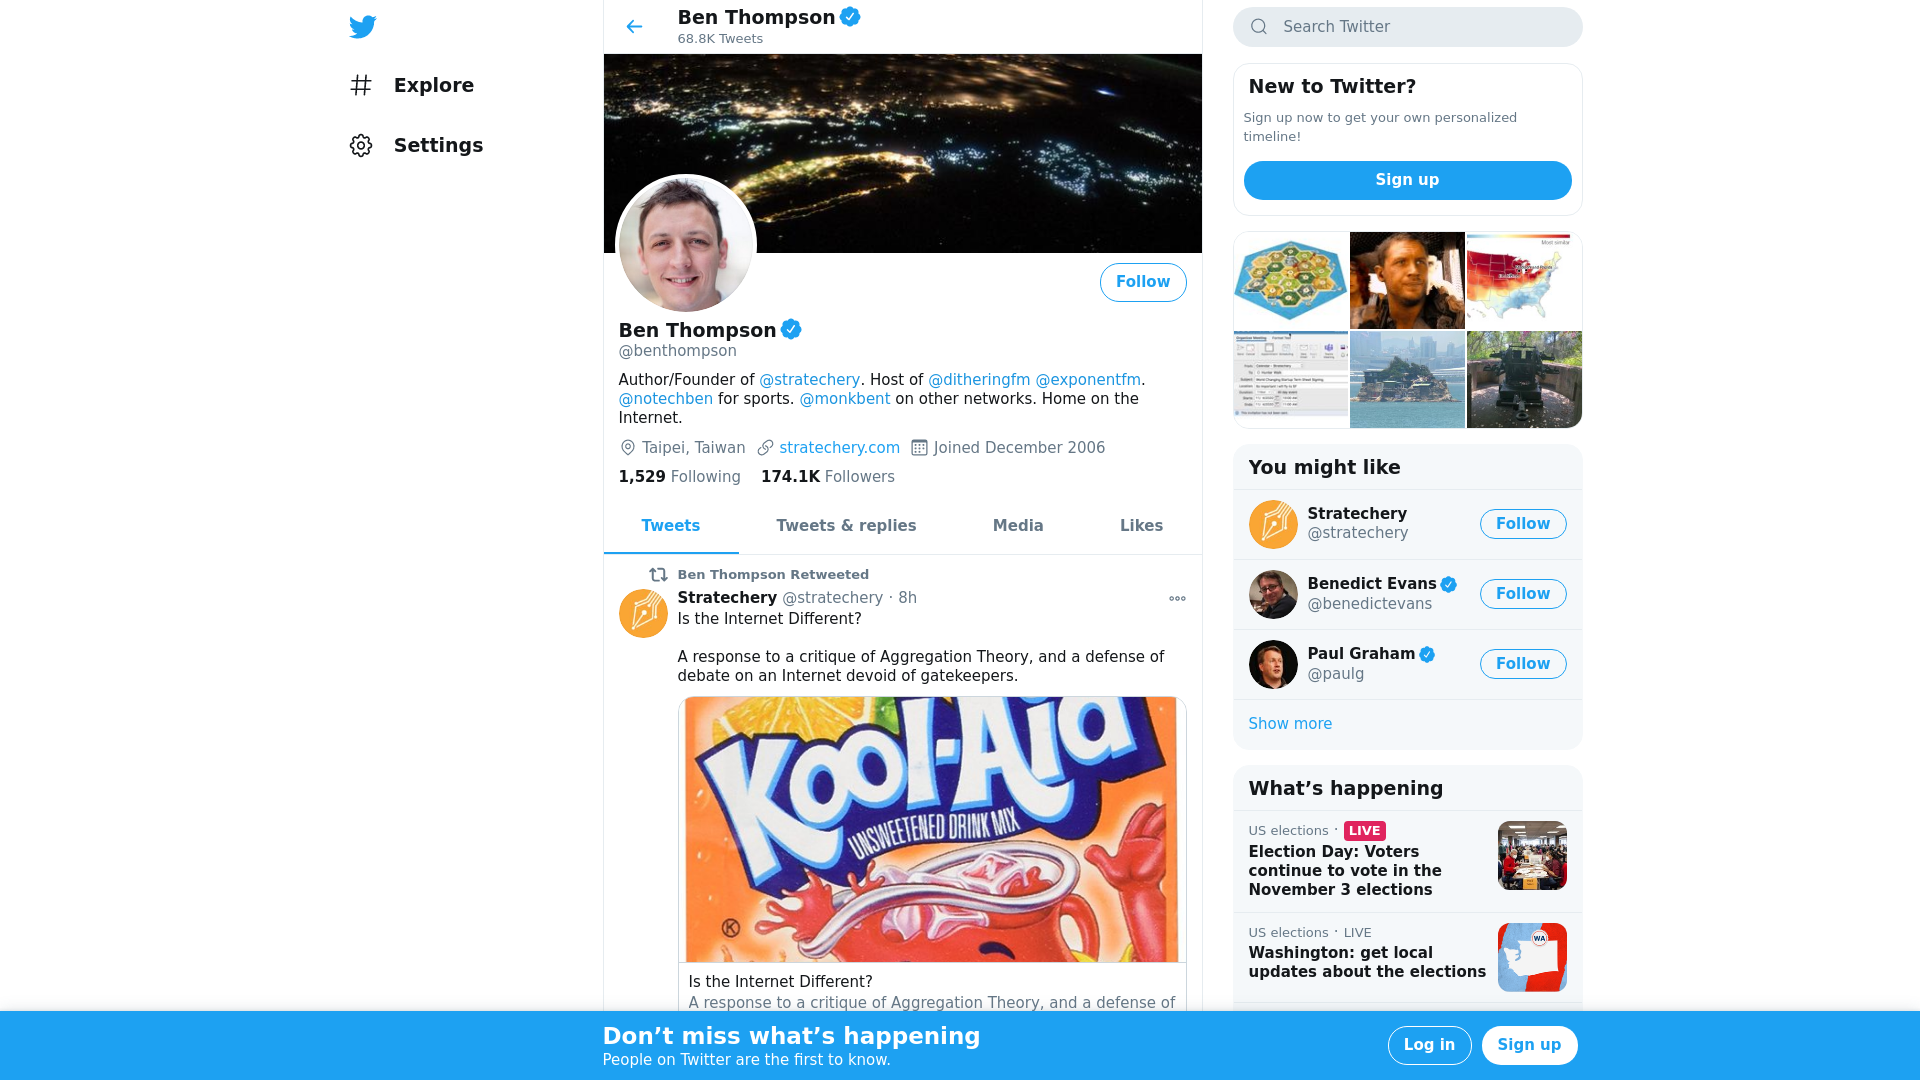 Explore
Settings
Ben Thompson
68.8K Tweets
Follow
Ben Thompson
@benthompson
Author/Founder of @stratechery. Host of @ditheringfm @exponentfm.
@notechben for sports. @monkbent on other networks. Home on the
Internet.
Taipei, Taiwan stratechery.com Joined December 2006
1,529 Following 174.1K Followers
Tweets Tweets & replies Media Likes
Ben Thompson Retweeted
Stratechery @stratechery · 8h
Is the Internet Different?
A response to a critique of Aggregation Theory, and a defense of
debate on an Internet devoid of gatekeepers.
Kool-Aid
UNSWEETENED DRINK MIX
K
Is the Internet Different?
A response to a critique of Aggregation Theory, and a defense of
Search Twitter
New to Twitter?
Sign up now to get your own personalized
timeline!
Sign up
Most similar
You might like
Stratechery
@stratechery
Follow
Benedict Evans
@benedictevans
Follow
Paul Graham
@paulg
Follow
Show more
What’s happening
US elections · LIVE
Election Day: Voters
continue to vote in the
November 3 elections
US elections · LIVE
Washington: get local
updates about the elections
WA
Don’t miss what’s happening
People on Twitter are the first to know.
Log in
Sign up